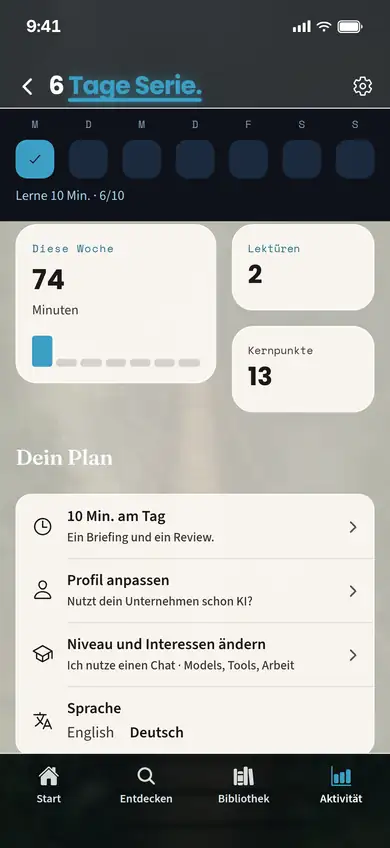 9:41
6 Tage Serie.
M D M D F S S
Lerne 10 Min. · 6/10
Diese Woche
74
Minuten
Lektüren
2
Kernpunkte
13
Dein Plan
10 Min. am Tag
Ein Briefing und ein Review.
Profil anpassen
Nutzt dein Unternehmen schon KI?
Niveau und Interessen ändern
Ich nutze einen Chat · Models, Tools, Arbeit
Sprache
English Deutsch
Start Entdecken Bibliothek Aktivität